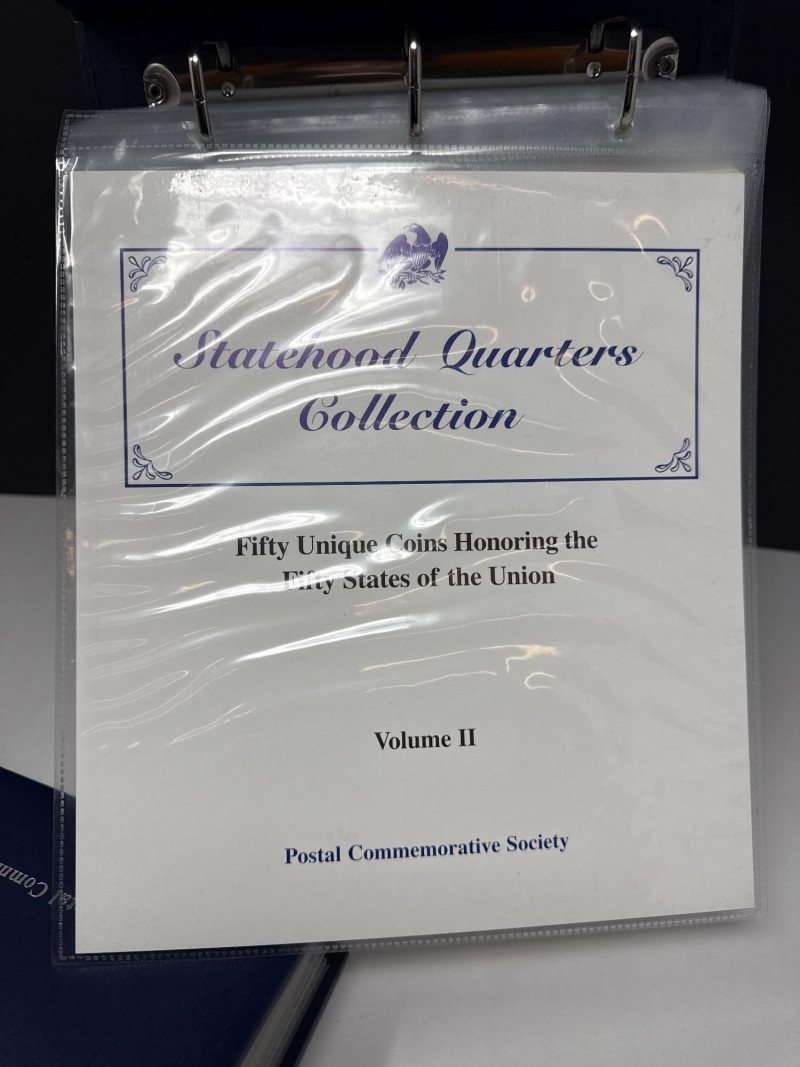 Statehood Quarters
Collection
Fifty Unique Coins Honoring the
Fifty States of the Union
Volume II
Postal Commemorative Society